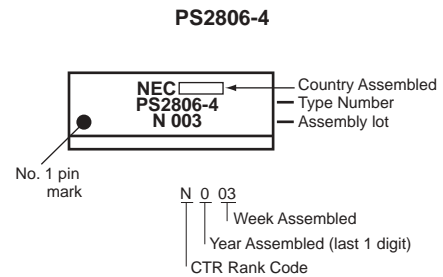 PS2806-4
NEC
PS2806-4
N 003
Country Assembled
Type Number
Assembly lot
No. 1 pin
mark
N 0 03
Week Assembled
Year Assembled (last 1 digit)
CTR Rank Code